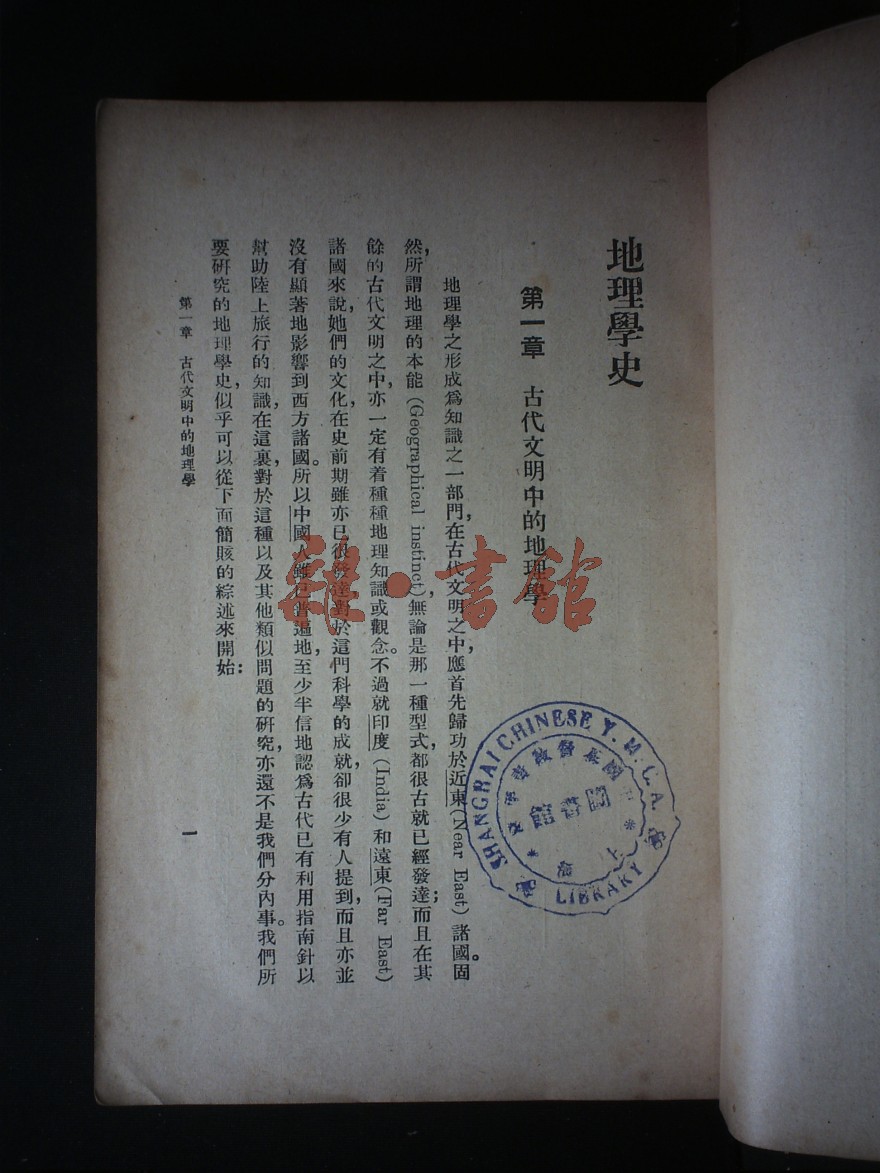 地理學史
第一章 古代文明中的地理學
地理學之形成爲知識之一部門,在古代文明之中,應首先歸功於近東(Near East)諸國。固
然,所謂地理的本能(Geographical instinct),無論是那一種型式,都很古就已經發達;而且在其
餘的古代文明之中,亦一定有着種種地理知識或觀念。不過就印度(India)和遠東(Far East)
諸國來說,她們的文化在史前期雖亦已很發達,對於這門科學的成就,卻很少有人提到,而且亦並
沒有顯著地影響到西方諸國。所以中國人雖已普遍地,至少半信地認爲古代已有利用指南針以
幫助陸上旅行的知識,在這裏,對於這種以及其他類似問題的研究,亦還不是我們分內事。我們所
要研究的地理學史,似乎可以從下面簡賅的綜述來開始:
第一章 古代文明中的地理學
一
SHANGHAI CHINESE Y. M. C. A.
LIBRARY
圖書館
上海
雜·書館